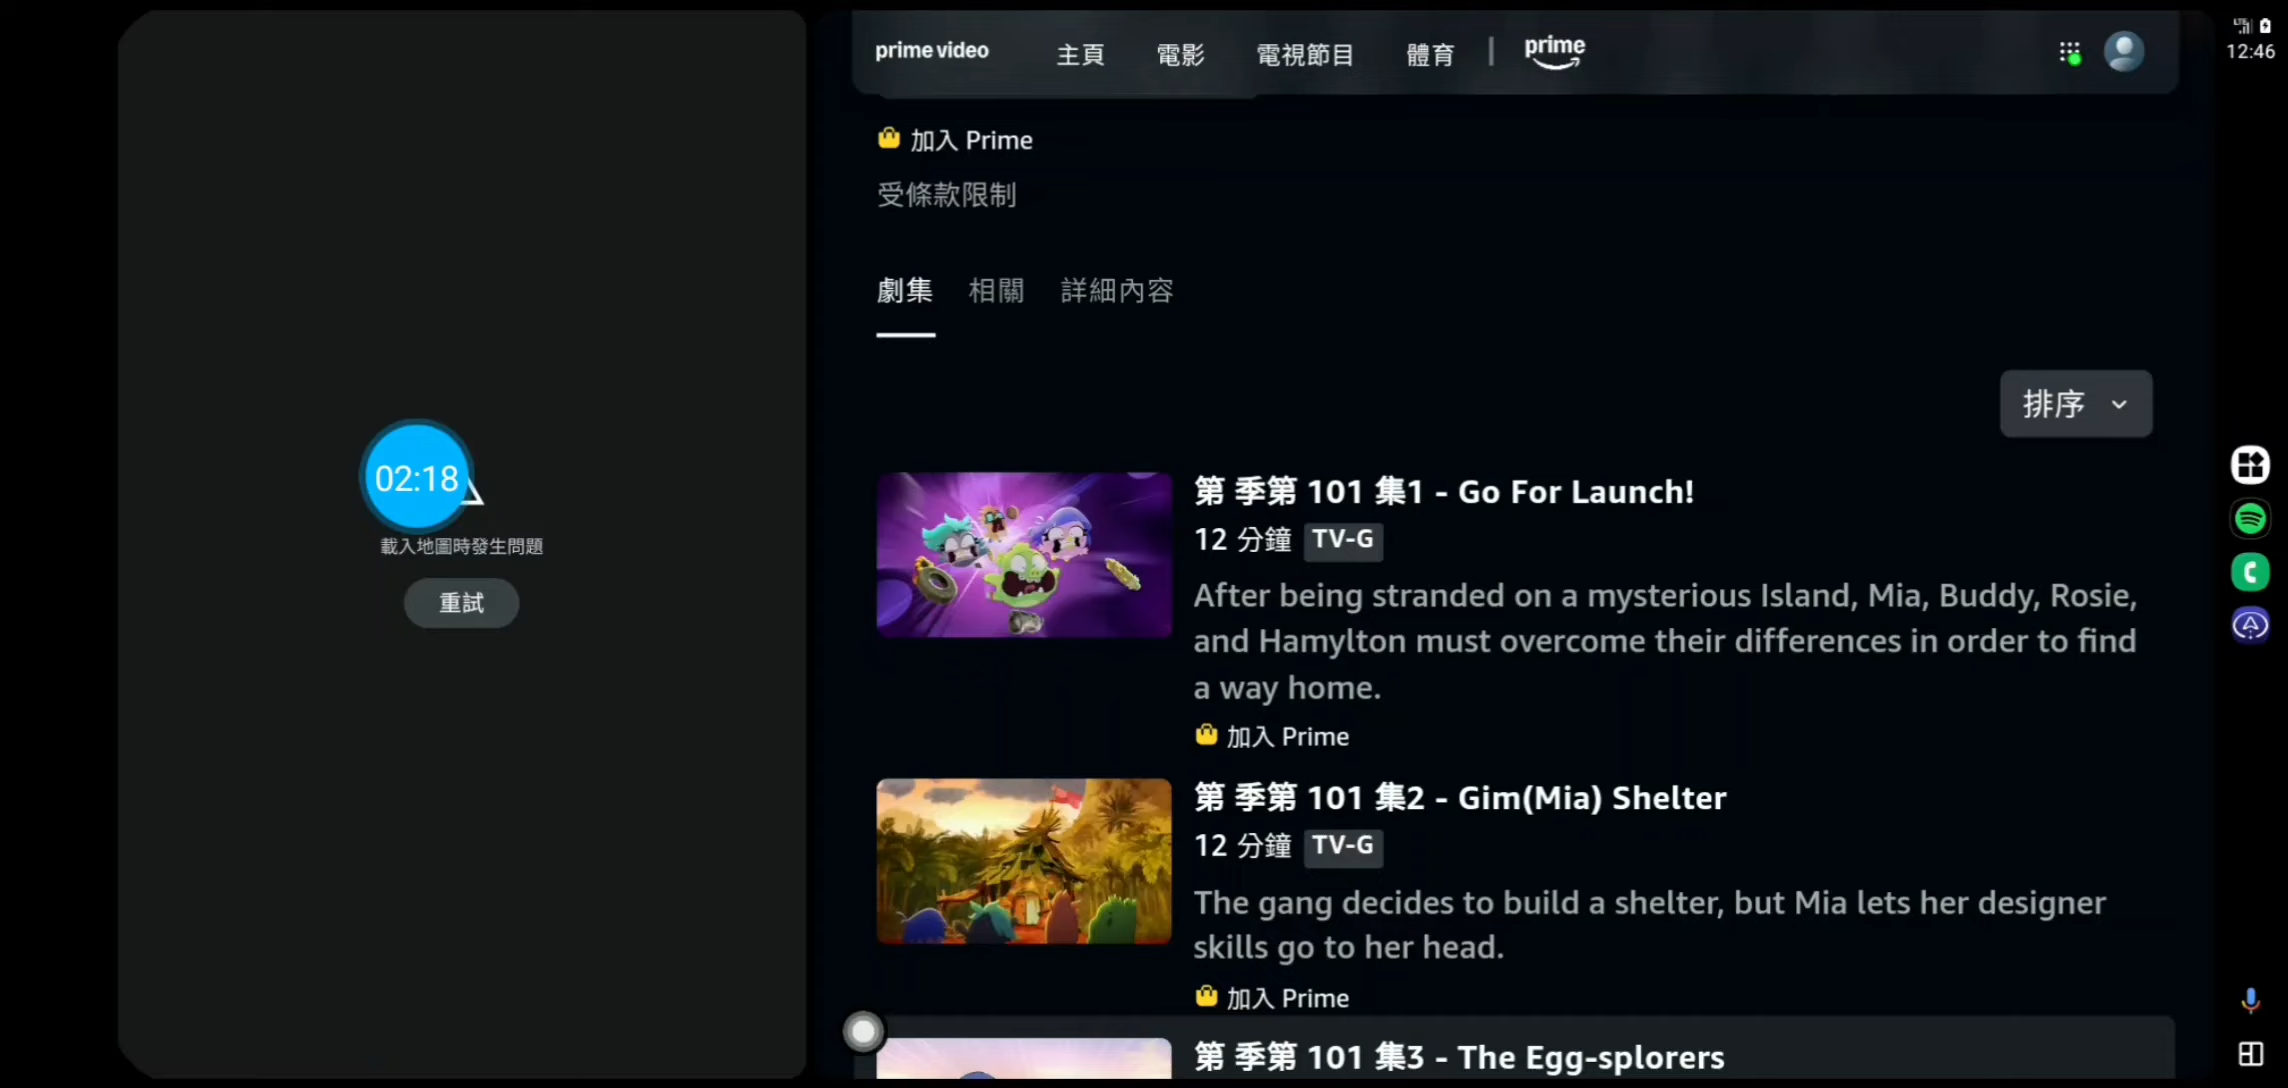 02:18
載入地圖時發生問題
重試
prime video
主頁
電影
電視節目
體育
prime
加入 Prime
受條款限制
劇集
相關
詳細內容
排序
第 季第 101 集1 - Go For Launch!
12 分鐘 TV-G
After being stranded on a mysterious Island, Mia, Buddy, Rosie,
and Hamylton must overcome their differences in order to find
a way home.
加入 Prime
第 季第 101 集2 - Gim(Mia) Shelter
12 分鐘 TV-G
The gang decides to build a shelter, but Mia lets her designer
skills go to her head.
加入 Prime
第 季第 101 集3 - The Egg-splorers
LTE
12:46